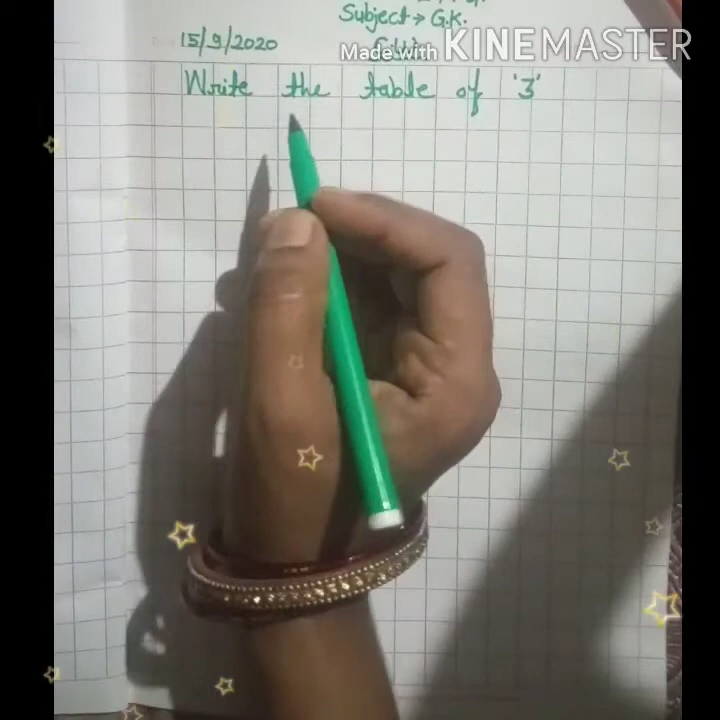 Subject → G.K.
15/9/2020
Made with KINEMASTER
Write the table of '3'